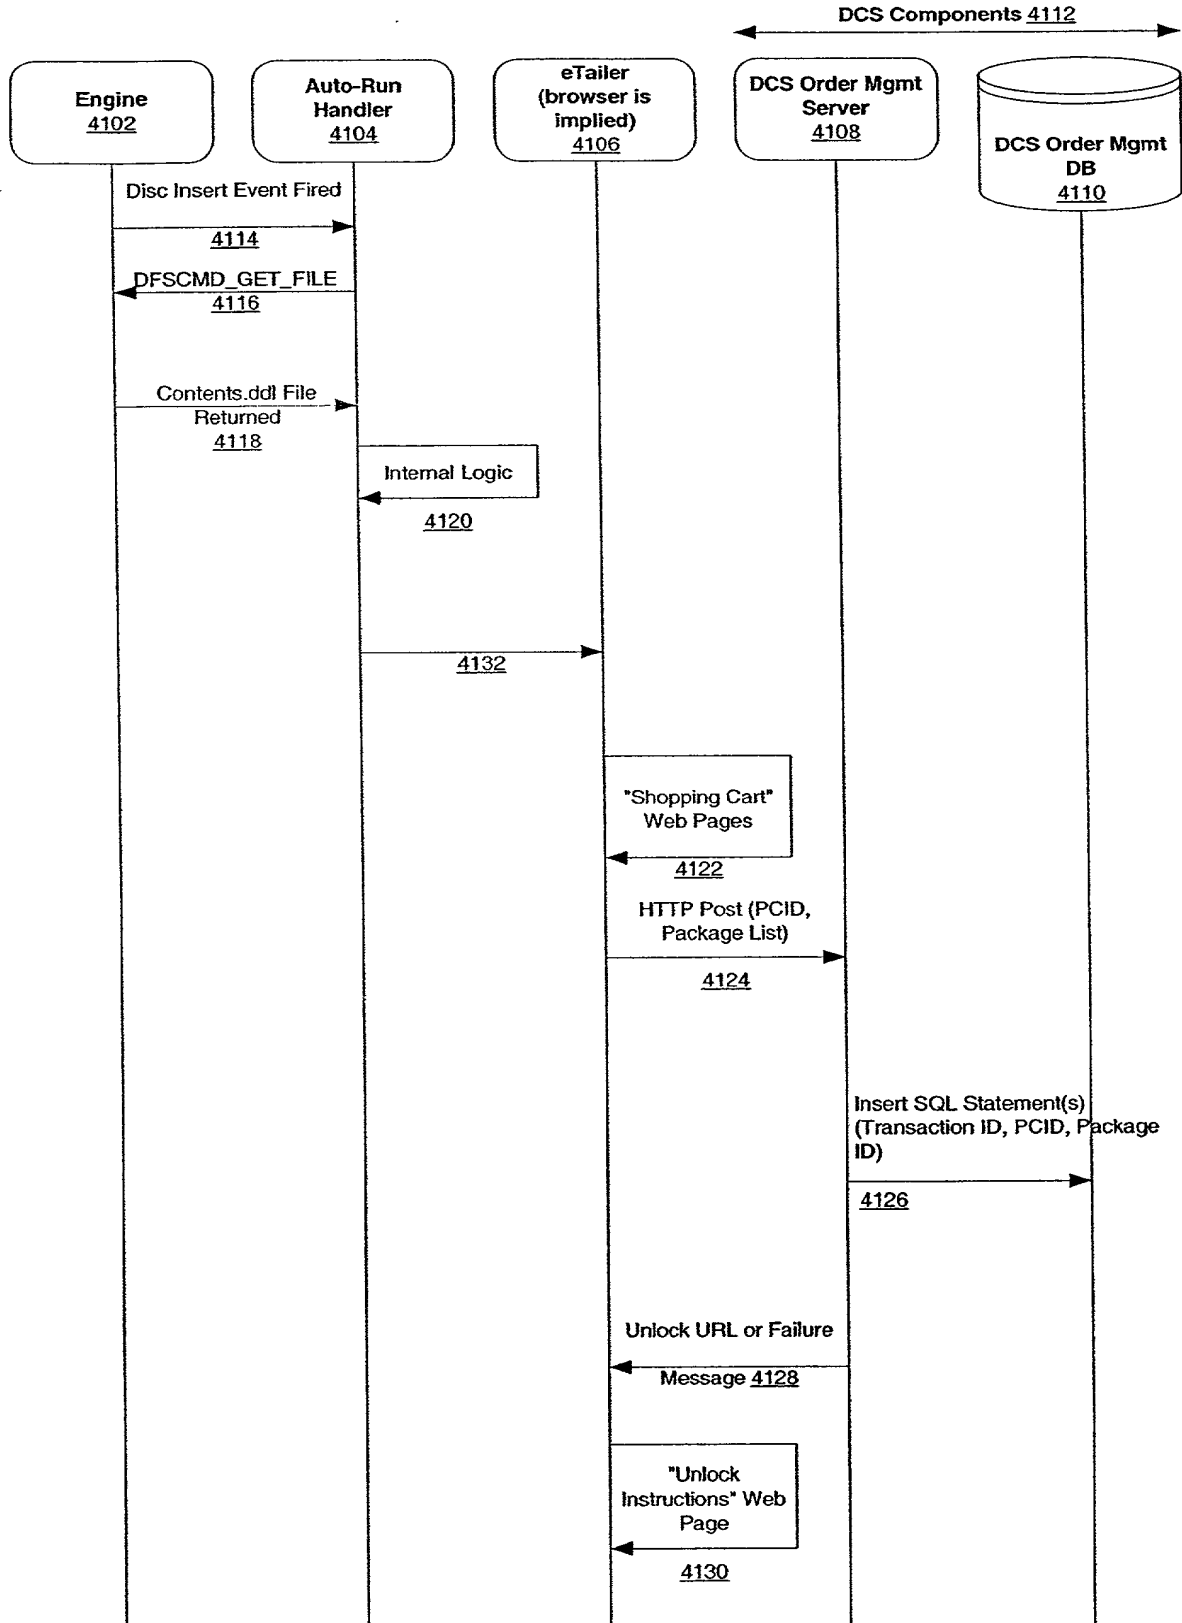 DCS Components 4112
Engine
4102
Auto-Run
Handler
4104
eTailer
(browser is
implied)
4106
DCS Order Mgmt
Server
4108
DCS Order Mgmt
DB
4110
Disc Insert Event Fired
4114
DFSCMD_GET_FILE
4116
Contents.ddl File
Returned
4118
Internal Logic
4120
4132
"Shopping Cart"
Web Pages
4122
HTTP Post (PCID,
Package List)
4124
Insert SQL Statement(s)
(Transaction ID, PCID, Package
ID)
4126
Unlock URL or Failure
Message 4128
"Unlock
Instructions" Web
Page
4130